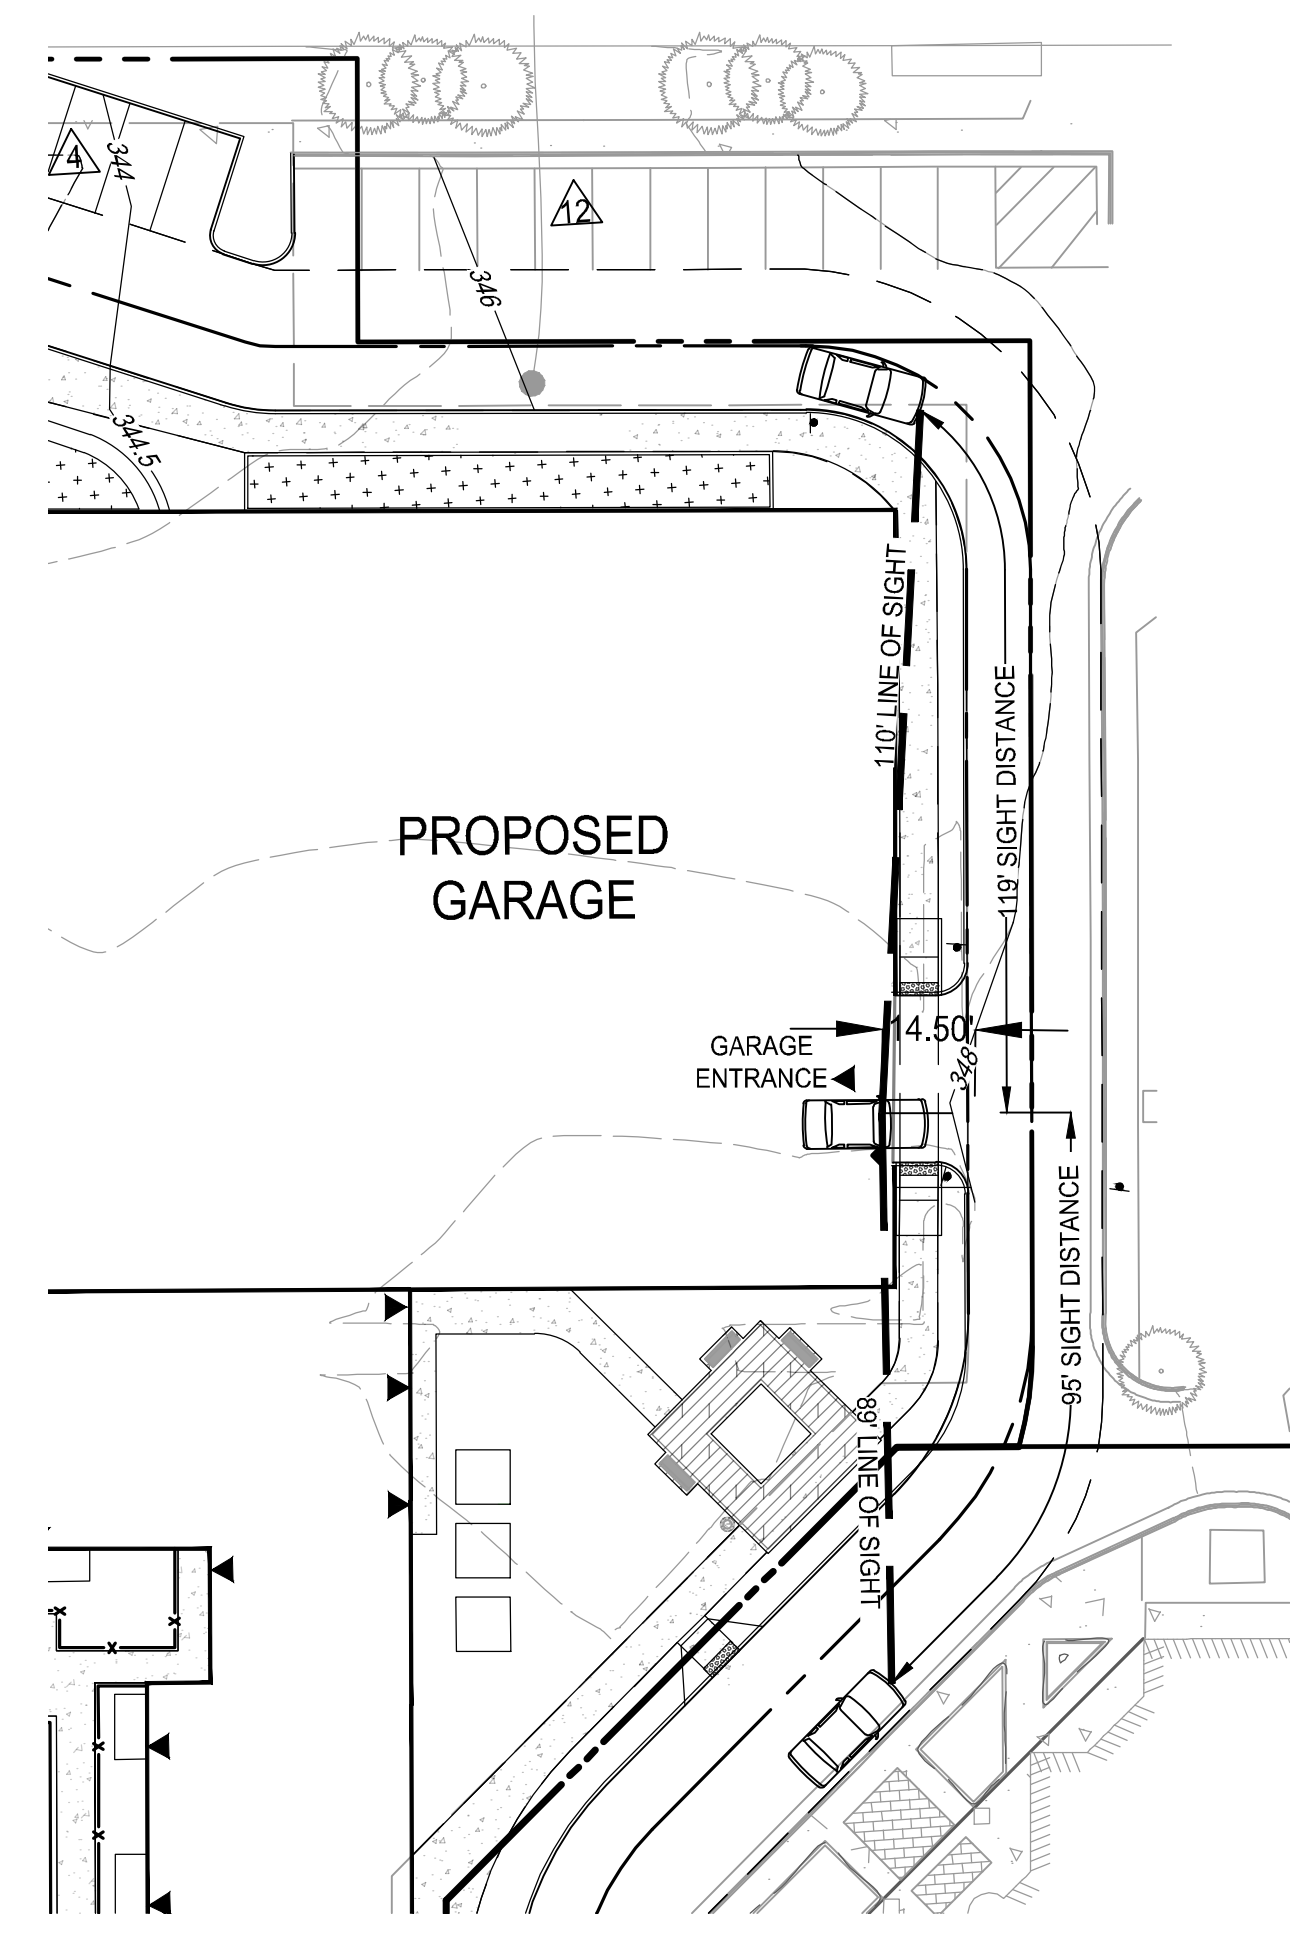 4
344
12
346
344.5
110' LINE OF SIGHT
119' SIGHT DISTANCE
PROPOSED
GARAGE
14.50'
GARAGE
ENTRANCE
348
95' SIGHT DISTANCE
89' LINE OF SIGHT